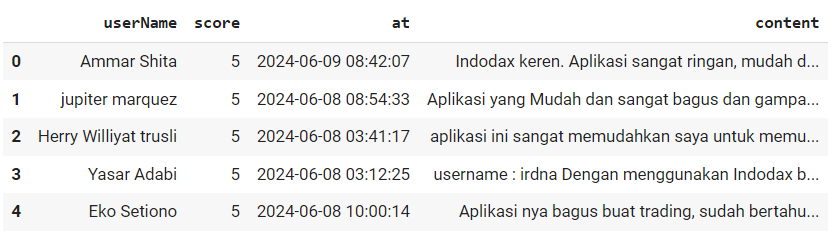 userName score at content
0 Ammar Shita 5 2024-06-09 08:42:07 Indodax keren. Aplikasi sangat ringan, mudah d...
1 jupiter marquez 5 2024-06-08 08:54:33 Aplikasi yang Mudah dan sangat bagus dan gampa...
2 Herry Williyat trusli 5 2024-06-08 03:41:17 aplikasi ini sangat memudahkan saya untuk memu...
3 Yasar Adabi 5 2024-06-08 03:12:25 username : irdna Dengan menggunakan Indodax b...
4 Eko Setiono 5 2024-06-08 10:00:14 Aplikasi nya bagus buat trading, sudah bertahu...